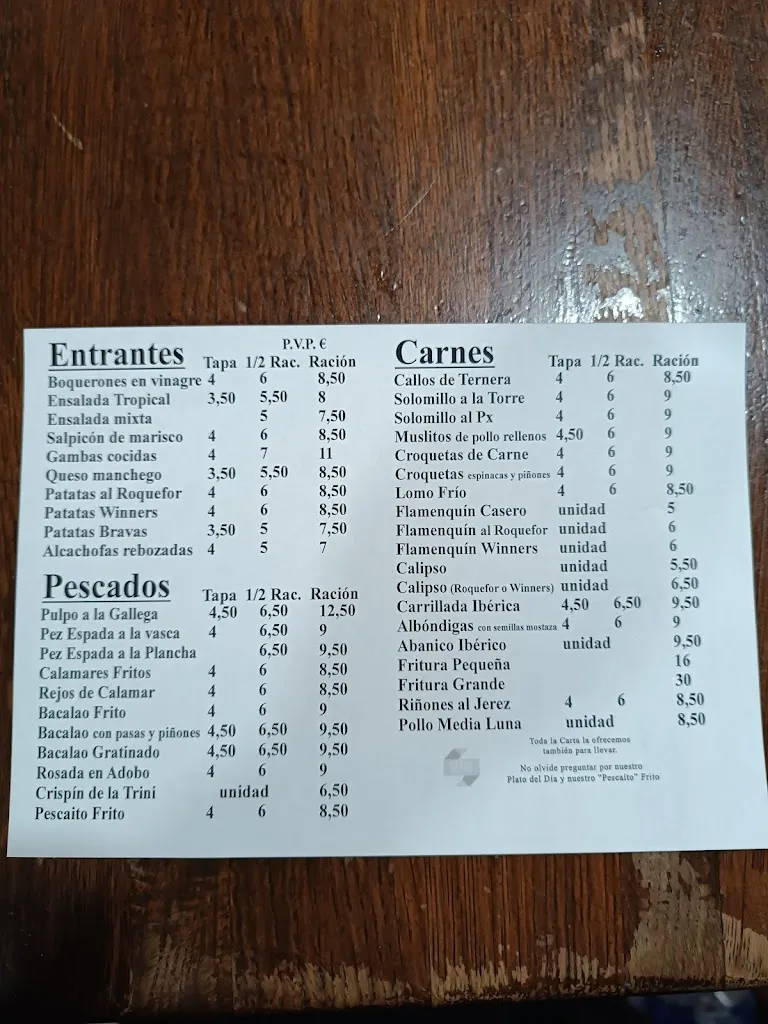 P.V.P. €
Entrantes Tapa 1/2 Rac. Ración
Boquerones en vinagre 4 6 8,50
Ensalada Tropical 3,50 5,50 8
Ensalada mixta 5 7,50
Salpicón de marisco 4 6 8,50
Gambas cocidas 4 7 11
Queso manchego 3,50 5,50 8,50
Patatas al Roquefor 4 6 8,50
Patatas Winners 4 6 8,50
Patatas Bravas 3,50 5 7,50
Alcachofas rebozadas 4 5 7
Pescados Tapa 1/2 Rac. Ración
Pulpo a la Gallega 4,50 6,50 12,50
Pez Espada a la vasca 4 6,50 9
Pez Espada a la Plancha 6,50 9,50
Calamares Fritos 4 6 8,50
Rejos de Calamar 4 6 8,50
Bacalao Frito 4 6 9
Bacalao con pasas y piñones 4,50 6,50 9,50
Bacalao Gratinado 4,50 6,50 9,50
Rosada en Adobo 4 6 9
Crispín de la Trini unidad 6,50
Pescaito Frito 4 6 8,50
Carnes Tapa 1/2 Rac. Ración
Callos de Ternera 4 6 8,50
Solomillo a la Torre 4 6 9
Solomillo al Px 4 6 9
Muslitos de pollo rellenos 4,50 6 9
Croquetas de Carne 4 6 9
Croquetas espinacas y piñones 4 6 9
Lomo Frío 4 6 8,50
Flamenquín Casero unidad 5
Flamenquín al Roquefor unidad 6
Flamenquín Winners unidad 6
Calipso unidad 5,50
Calipso (Roquefor o Winners) unidad 6,50
Carrillada Ibérica 4,50 6,50 9,50
Albóndigas con semillas mostaza 4 6 9
Abanico Ibérico unidad 9,50
Fritura Pequeña 16
Fritura Grande 30
Riñones al Jerez 4 6 8,50
Pollo Media Luna unidad 8,50
Toda la Carta la ofrecemos
también para llevar.
No olvide preguntar por nuestro
Plato del Día y nuestro "Pescaíto" Frito